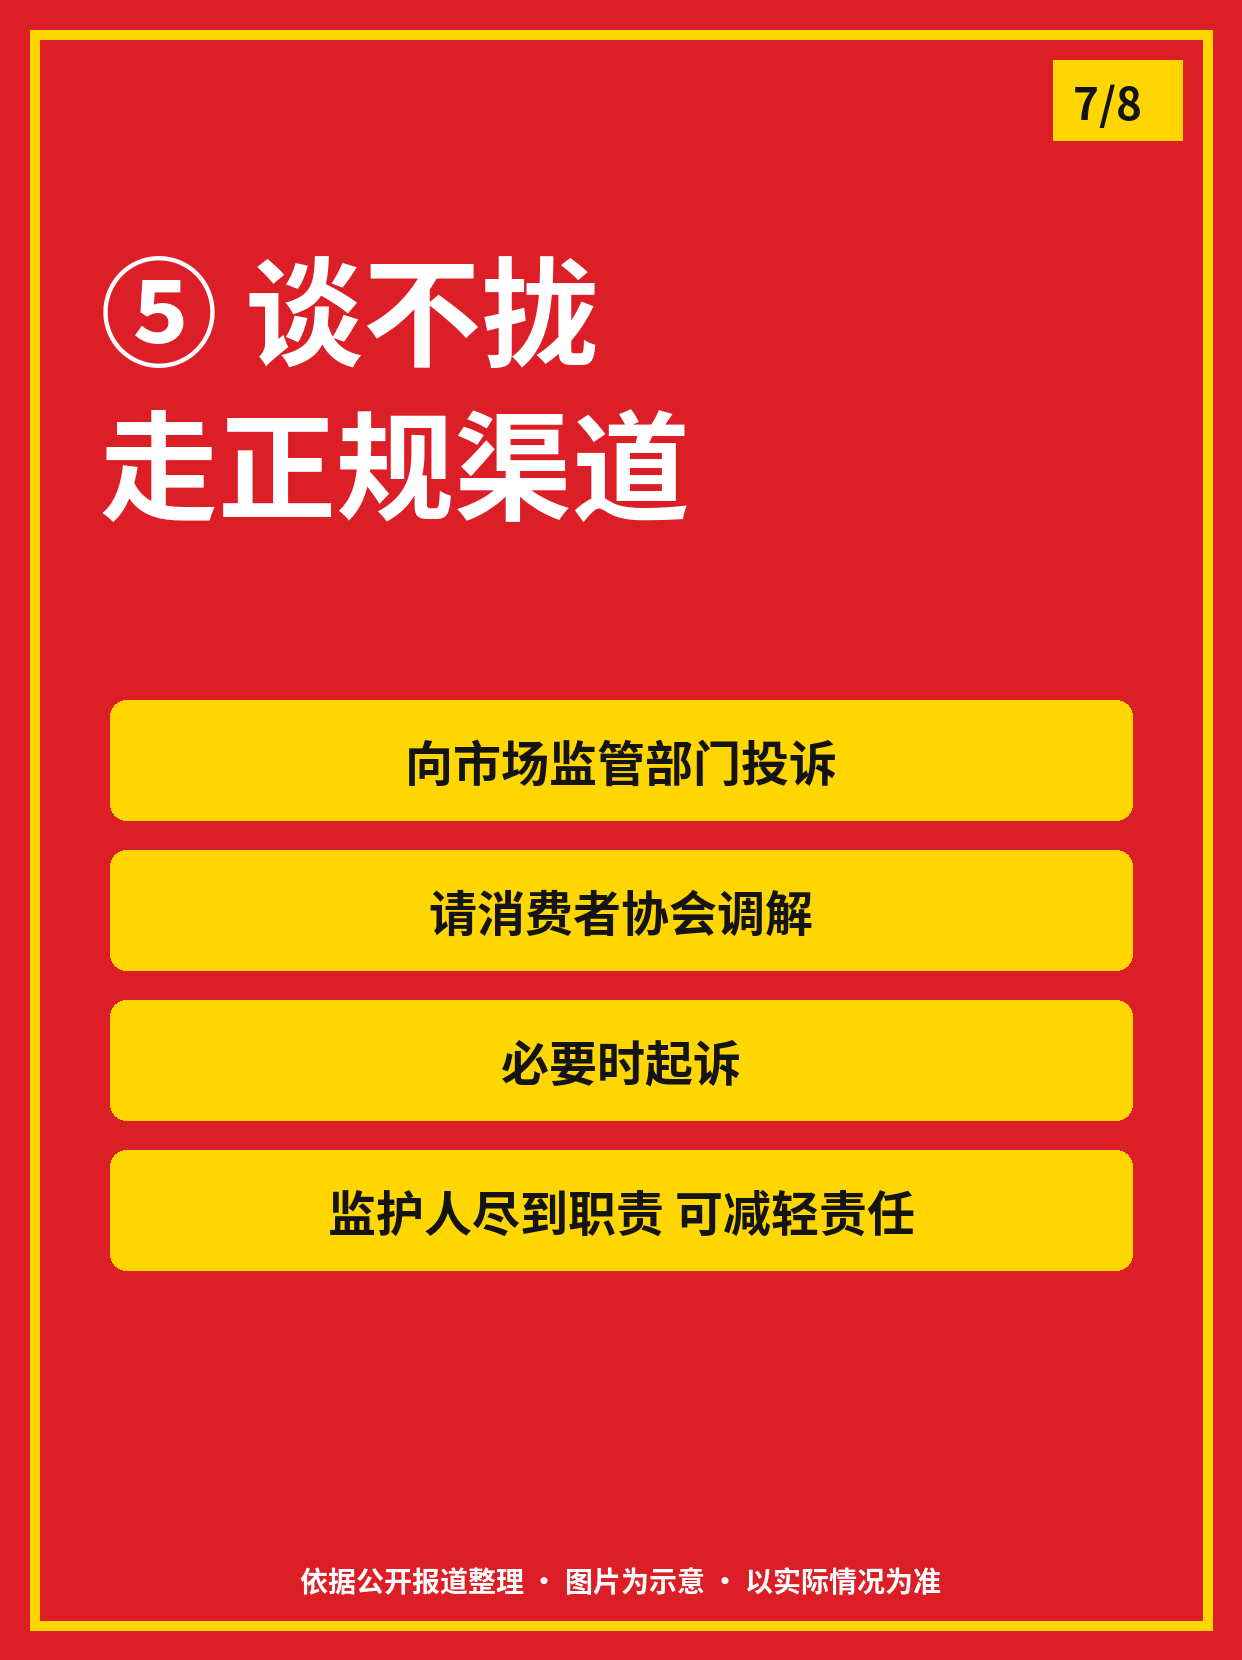 7/8
⑤ 谈不拢
走正规渠道
向市场监管部门投诉
请消费者协会调解
必要时起诉
监护人尽到职责 可减轻责任
依据公开报道整理 · 图片为示意 · 以实际情况为准